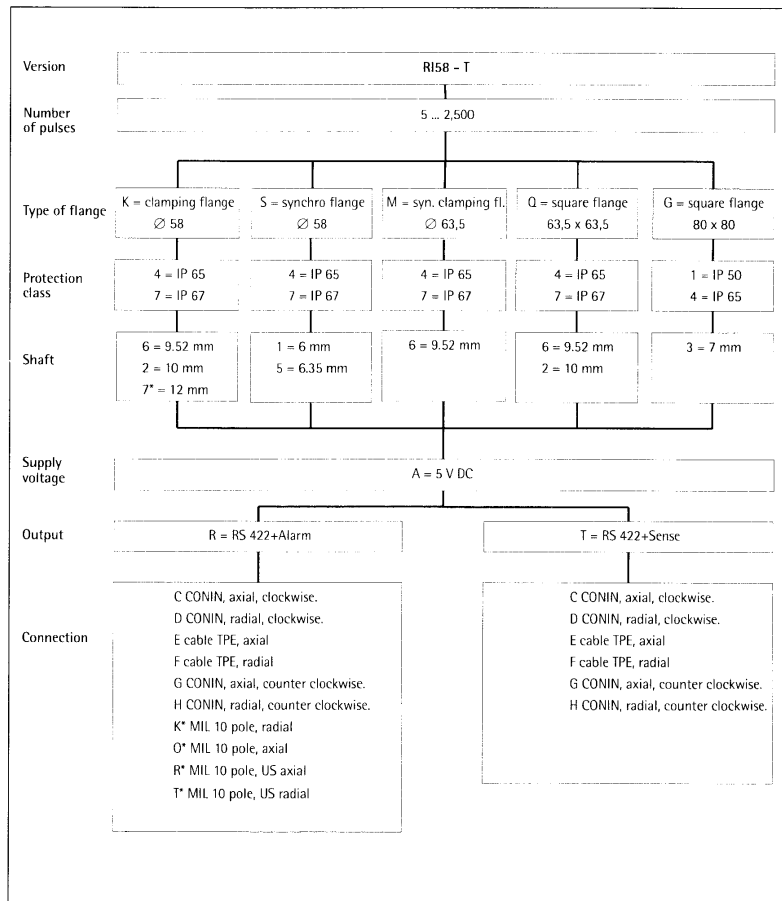 Version
RI58 – T
Number
of pulses
5 ... 2,500
Type of flange
K = clamping flange
∅ 58
S = synchro flange
∅ 58
M = syn. clamping fl.
∅ 63,5
Q = square flange
63,5 x 63,5
G = square flange
80 x 80
Protection
class
4 = IP 65
7 = IP 67
4 = IP 65
7 = IP 67
4 = IP 65
7 = IP 67
4 = IP 65
7 = IP 67
1 = IP 50
4 = IP 65
Shaft
6 = 9.52 mm
2 = 10 mm
7* = 12 mm
1 = 6 mm
5 = 6.35 mm
6 = 9.52 mm
6 = 9.52 mm
2 = 10 mm
3 = 7 mm
Supply
voltage
A = 5 V DC
Output
R = RS 422+Alarm
T = RS 422+Sense
Connection
C CONIN, axial, clockwise.
D CONIN, radial, clockwise.
E cable TPE, axial
F cable TPE, radial
G CONIN, axial, counter clockwise.
H CONIN, radial, counter clockwise.
K* MIL 10 pole, radial
O* MIL 10 pole, axial
R* MIL 10 pole, US axial
T* MIL 10 pole, US radial
C CONIN, axial, clockwise.
D CONIN, radial, clockwise.
E cable TPE, axial
F cable TPE, radial
G CONIN, axial, counter clockwise.
H CONIN, radial, counter clockwise.